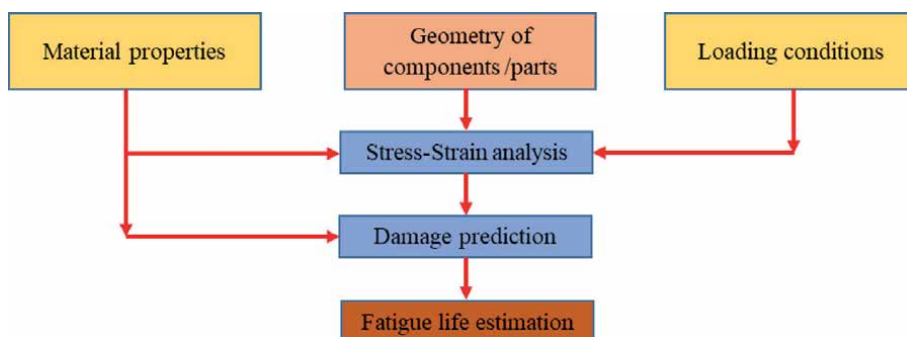 Material properties
Geometry of
components /parts
Loading conditions
Stress-Strain analysis
Damage prediction
Fatigue life estimation